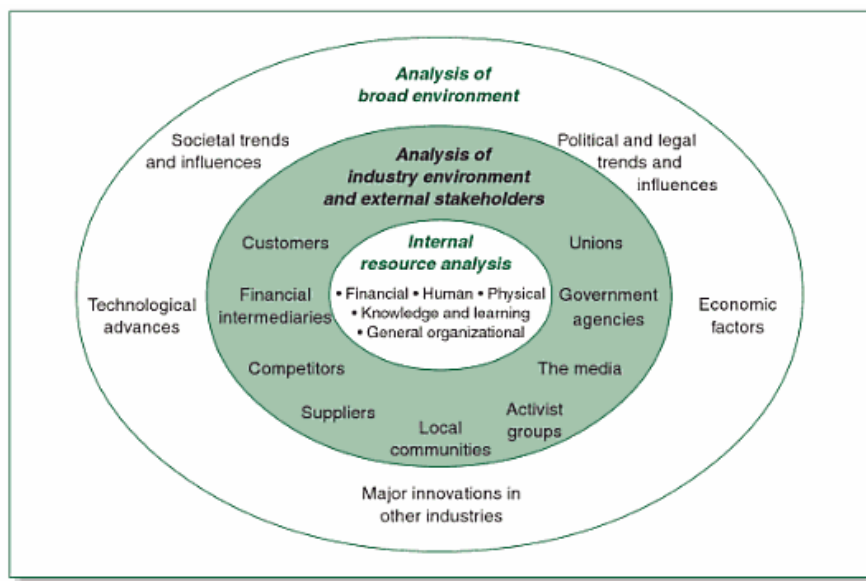 Analysis of
broad environment
Societal trends
and influences
Political and legal
trends and
influences
Analysis of
industry environment
and external stakeholders
Customers
Internal
resource analysis
Unions
• Financial • Human • Physical
• Knowledge and learning
• General organizational
Technological
advances
Financial
intermediaries
Government
agencies
Economic
factors
Competitors
The media
Suppliers
Local
communities
Activist
groups
Major innovations in
other industries